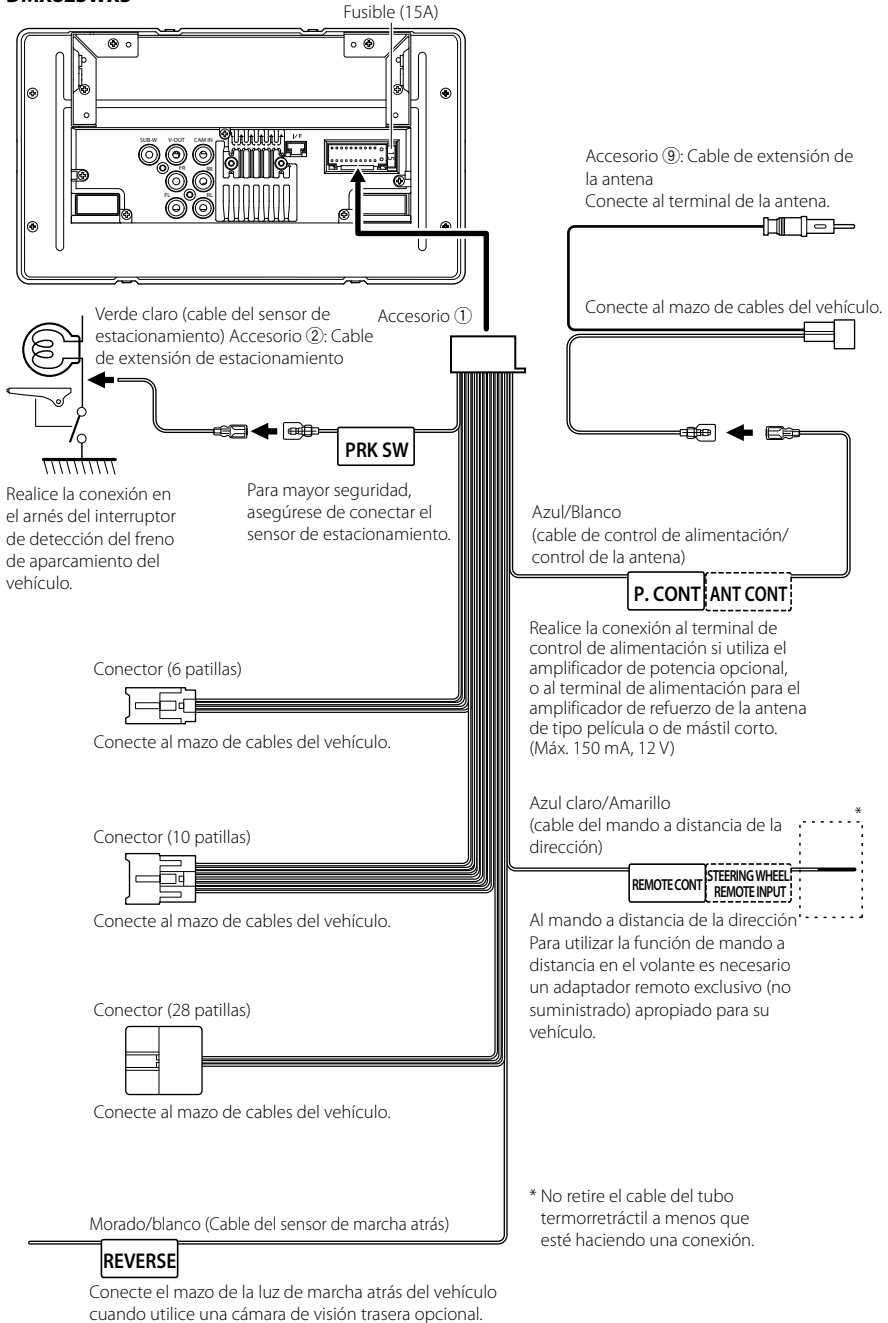 Fusible (15A)
SUB-W V-OUT CAM IN
I/F
FR
FL
Accesorio ⑨: Cable de extensión de
la antena
Conecte al terminal de la antena.
Conecte al mazo de cables del vehículo.
Verde claro (cable del sensor de
estacionamiento) Accesorio ②: Cable
de extensión de estacionamiento
Accesorio ①
PRK SW
Realice la conexión en
el arnés del interruptor
de detección del freno
de aparcamiento del
vehículo.
Para mayor seguridad,
asegúrese de conectar el
sensor de estacionamiento.
Azul/Blanco
(cable de control de alimentación/
control de la antena)
P. CONT ANT CONT
Realice la conexión al terminal de
control de alimentación si utiliza el
amplificador de potencia opcional,
o al terminal de alimentación para el
amplificador de refuerzo de la antena
de tipo película o de mástil corto.
(Máx. 150 mA, 12 V)
Conector (6 patillas)
Conecte al mazo de cables del vehículo.
Azul claro/Amarillo
(cable del mando a distancia de la
dirección)
*
REMOTE CONT
STEERING WHEEL
REMOTE INPUT
Al mando a distancia de la dirección
Para utilizar la función de mando a
distancia en el volante es necesario
un adaptador remoto exclusivo (no
suministrado) apropiado para su
vehículo.
Conector (10 patillas)
Conecte al mazo de cables del vehículo.
Conector (28 patillas)
Conecte al mazo de cables del vehículo.
* No retire el cable del tubo
termorretráctil a menos que
esté haciendo una conexión.
Morado/blanco (Cable del sensor de marcha atrás)
REVERSE
Conecte el mazo de la luz de marcha atrás del vehículo
cuando utilice una cámara de visión trasera opcional.